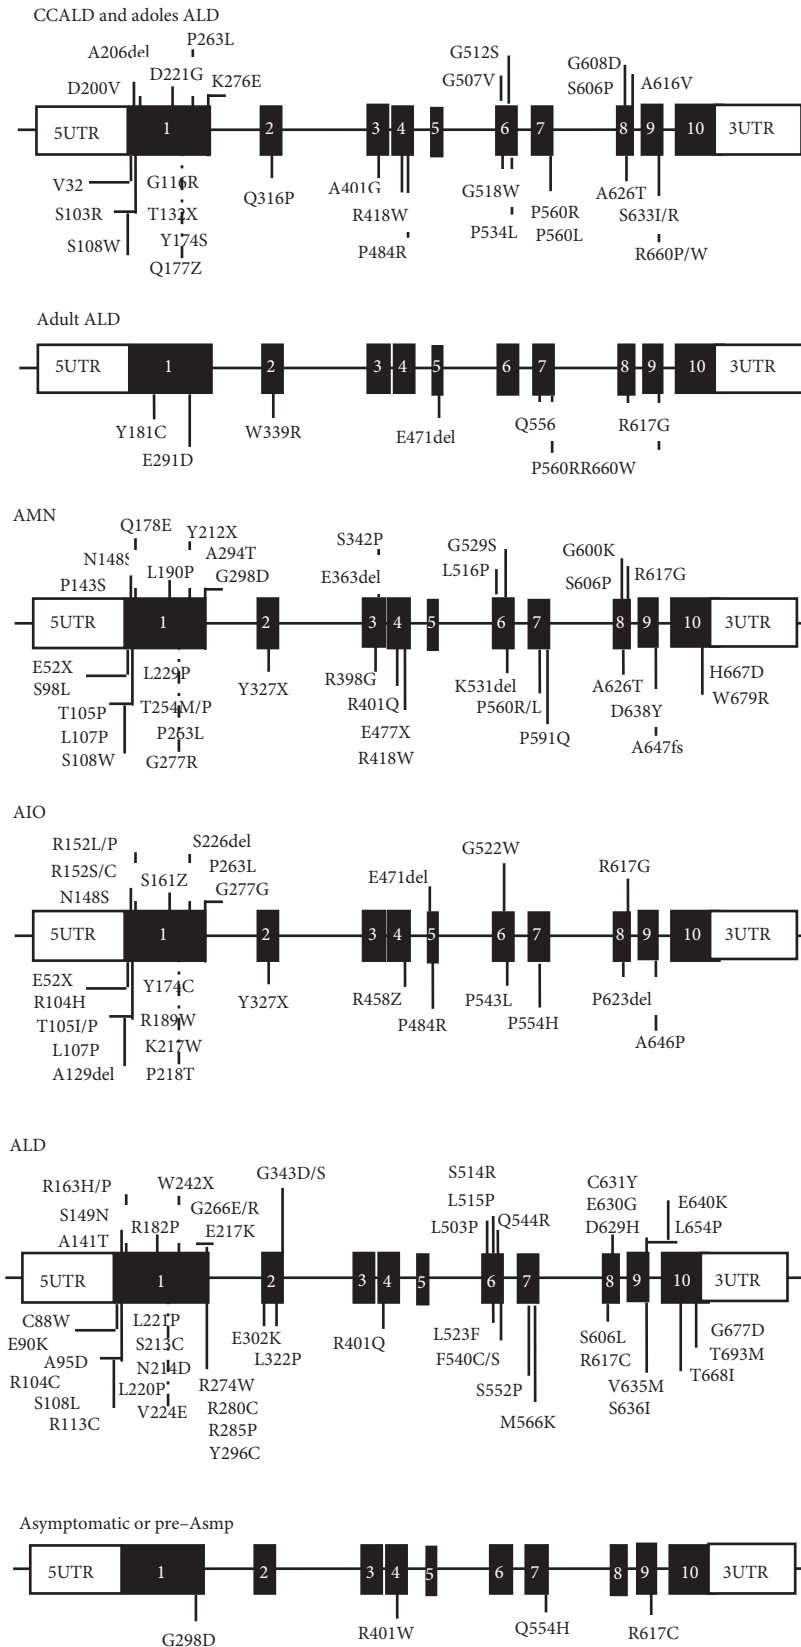 CCALD and adoles ALD
P263L
A206del
D221G
D200V
K276E
G512S
G507V
G608D
S606P
A616V
5UTR 1 2 3 4 5 6 7 8 9 10 3UTR
V32
G116R
Q316P
A401G
G518W
P560R
A626T
S103R
T132X
R418W
P534L
P560L
S633I/R
S108W
Y174S
P484R
R660P/W
Q177Z
Adult ALD
5UTR 1 2 3 4 5 6 7 8 9 10 3UTR
Y181C
W339R
E471del
Q556
R617G
E291D
P560RR660W
AMN
Q178E
Y212X
S342P
N148S
A294T
G529S
G600K
L190P
G298D
E363del
L516P
S606P
R617G
P143S
5UTR 1 2 3 4 5 6 7 8 9 10 3UTR
E52X
L229P
Y327X
R398G
K531del
A626T
H667D
S98L
R401Q
P560R/L
D638Y
W679R
T105P
T254M/P
E477X
P591Q
A647fs
L107P
P263L
R418W
S108W
G277R
AIO
R152L/P
S226del
R152S/C
P263L
G522W
R617G
N148S
S161Z
G277G
E471del
5UTR 1 2 3 4 5 6 7 8 9 10 3UTR
E52X
Y174C
Y327X
R458Z
P543L
P623del
R104H
P484R
P554H
T105I/P
R189W
A646P
L107P
K217W
A129del
P218T
ALD
R163H/P
W242X
G343D/S
S514R
C631Y
S149N
G266E/R
L515P
E630G
E640K
A141T
R182P
E217K
L503P
Q544R
D629H
L654P
5UTR 1 2 3 4 5 6 7 8 9 10 3UTR
C88W
L221P
E302K
R401Q
L523F
S606L
G677D
E90K
S213C
L322P
F540C/S
R617C
T693M
A95D
N214D
S552P
V635M
T668I
R104C
L220P
R274W
S636I
S108L
V224E
R280C
M566K
R113C
R285P
Y296C
Asymptomatic or pre–Asmp
5UTR 1 2 3 4 5 6 7 8 9 10 3UTR
G298D
R401W
Q554H
R617C